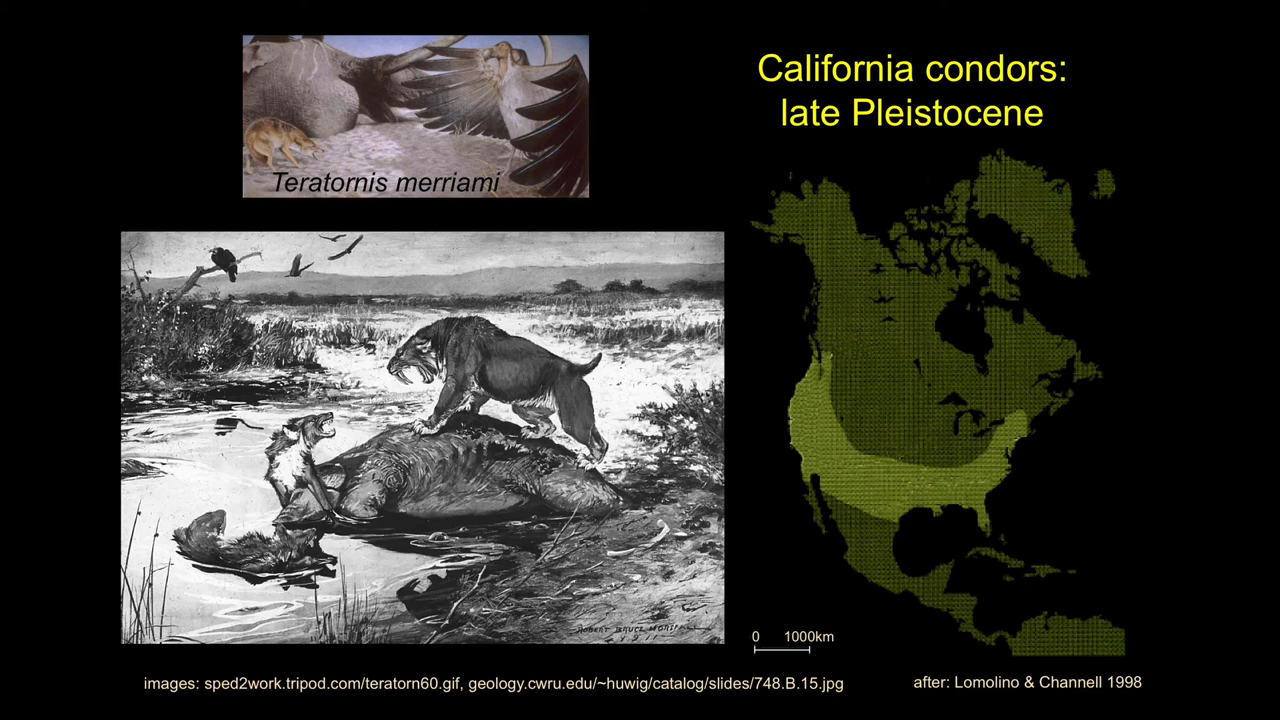 California condors:
late Pleistocene
Teratornis merriami
ROBERT BRUCE
0 1000km
images: sped2work.tripod.com/teratorn60.gif, geology.cwru.edu/~huwig/catalog/slides/748.B.15.jpg
after: Lomolino & Channell 1998